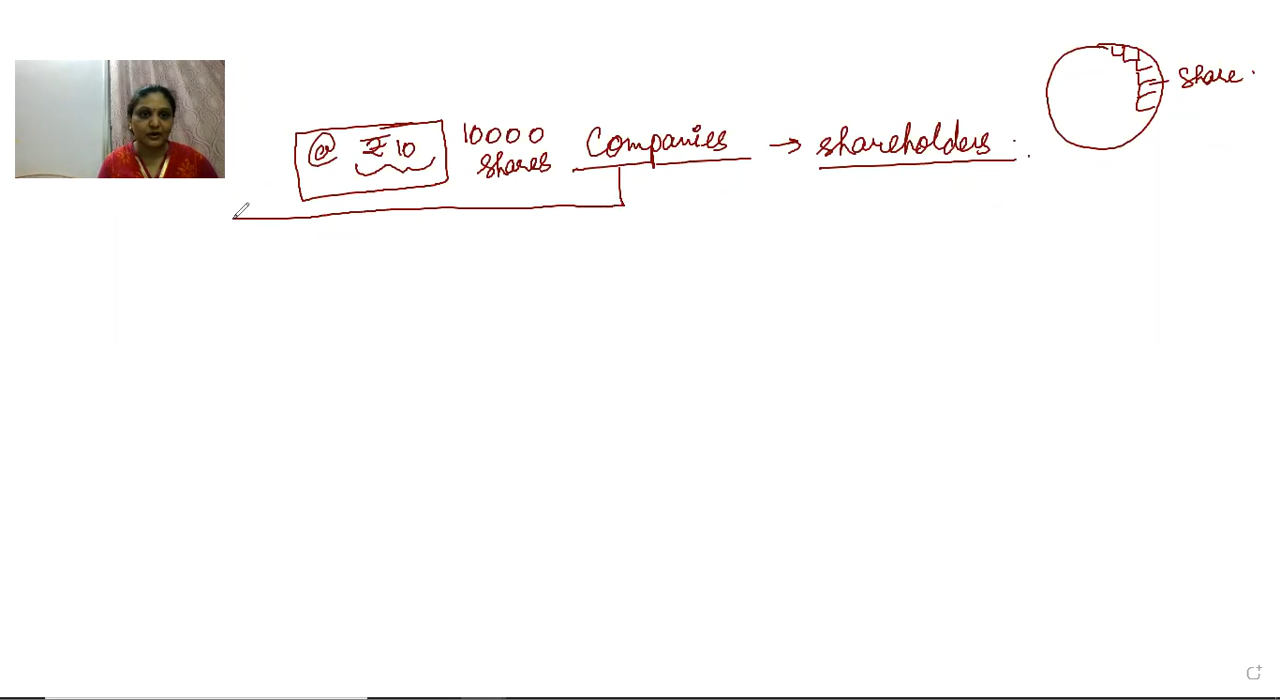 share.
@ ₹ 10 10000 Companies → shareholders.
shares